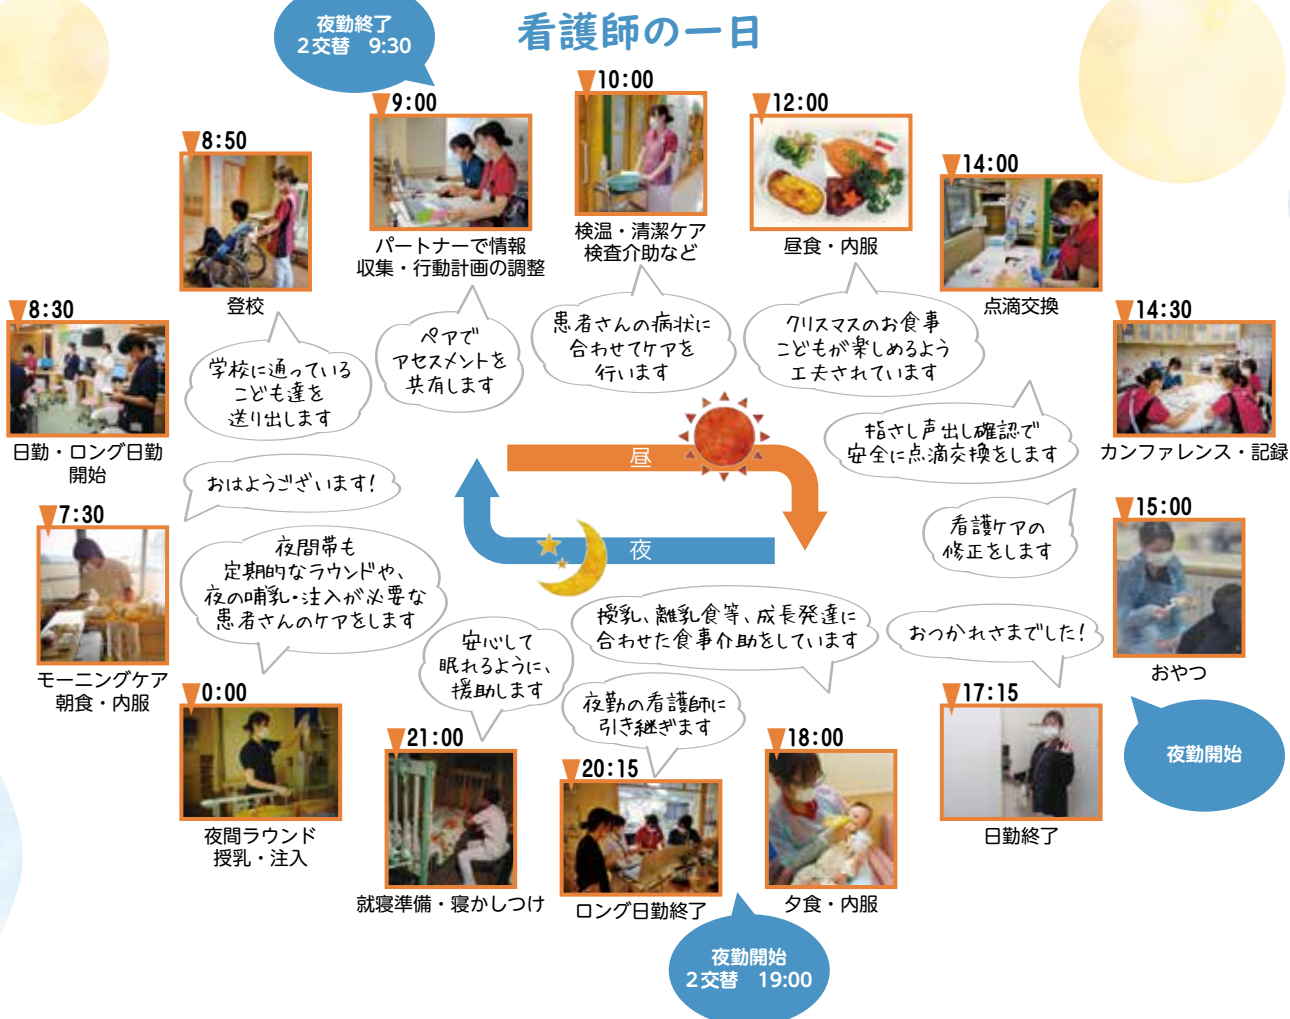 看護師の一日
夜勤終了
2交替 9:30
7:30
モーニングケア
朝食・内服
おはようございます!
8:30
日勤・ロング日勤
開始
8:50
登校
学校に通っている
こども達を
送り出します
9:00
パートナーで情報
収集・行動計画の調整
ペアで
アセスメントを
共有します
10:00
検温・清潔ケア
検査介助など
患者さんの病状に
合わせてケアを
行います
12:00
昼食・内服
クリスマスのお食事
こどもが楽しめるよう
工夫されています
14:00
点滴交換
指さし声出し確認で
安全に点滴交換をします
14:30
カンファレンス・記録
看護ケアの
修正をします
15:00
おやつ
夜勤開始
17:15
日勤終了
おつかれさまでした!
18:00
夕食・内服
授乳、離乳食等、成長発達に
合わせた食事介助をしています
夜勤開始
2交替 19:00
20:15
ロング日勤終了
夜勤の看護師に
引き継ぎます
21:00
就寝準備・寝かしつけ
安心して
眠れるように、
援助します
0:00
夜間ラウンド
授乳・注入
夜間帯も
定期的なラウンドや、
夜の哺乳・注入が必要な
患者さんのケアをします
昼
夜